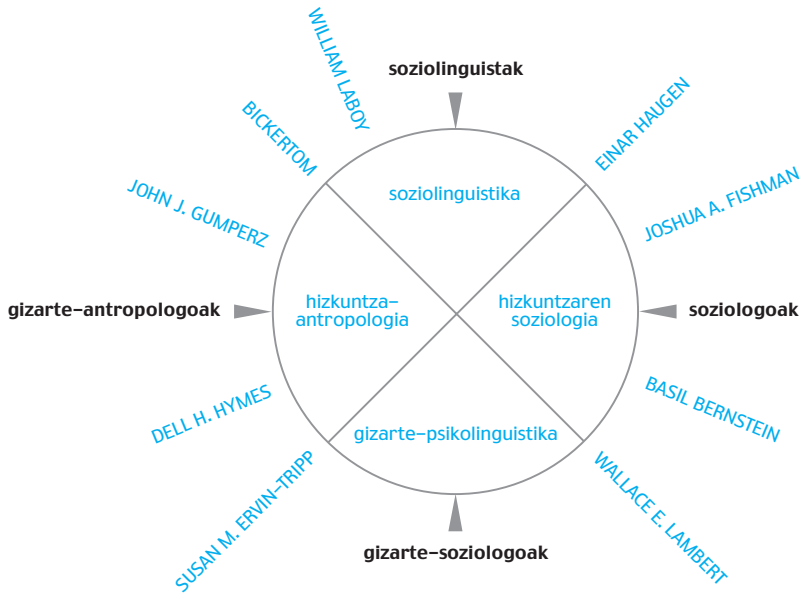 WILLIAM LABOY
soziolinguistak
EINAR HAUGEN
BICKERTOM
JOSHUA A. FISHMAN
JOHN J. GUMPERZ
soziolinguistika
gizarte-antropologoak
hizkuntza-
antropologia
hizkuntzaren
soziologia
soziologoak
DELL H. HYMES
BASIL BERNSTEIN
gizarte-psikolinguistika
SUSAN M. ERVIN-TRIPP
WALLACE E. LAMBERT
gizarte-soziologoak